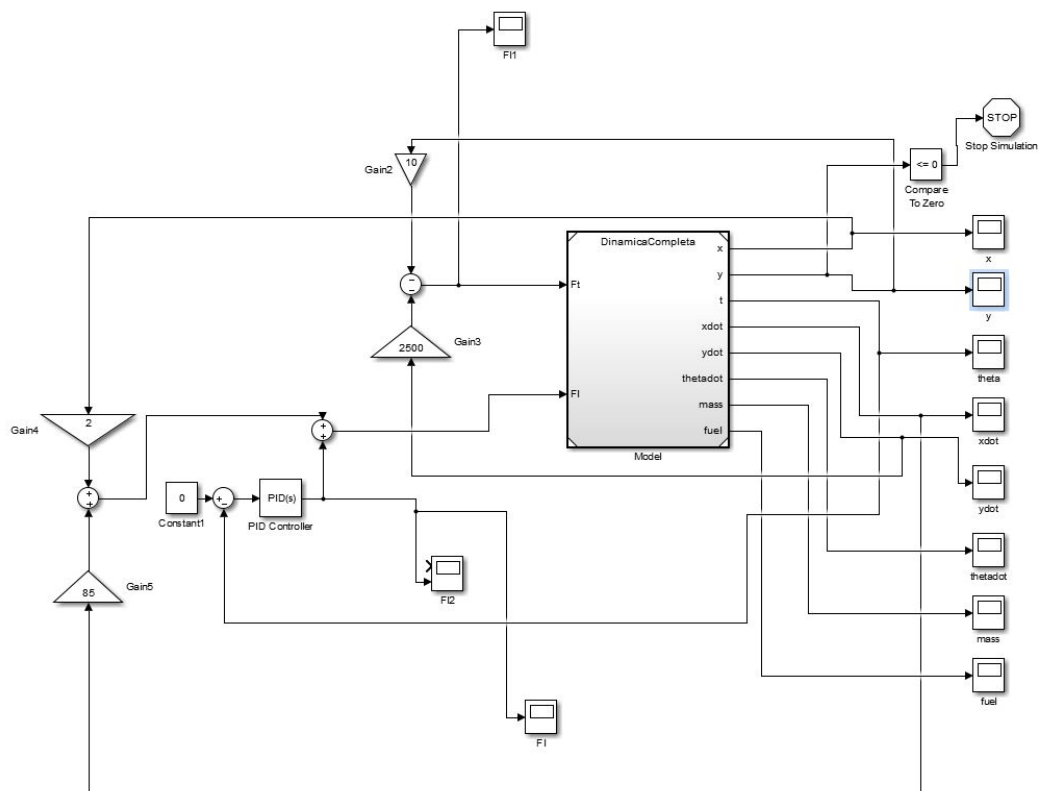 FI1
STOP
Stop Simulation
10
Gain2
<= 0
Compare
To Zero
DinamicaCompleta
x
x
y
y
Ft
t
2500
Gain3
xdot
ydot
theta
thetadot
Fl
mass
xdot
2
Gain4
fuel
Model
ydot
0
PID(s)
Constant1
PID Controller
thetadot
85
Gain5
FI2
mass
fuel
FI